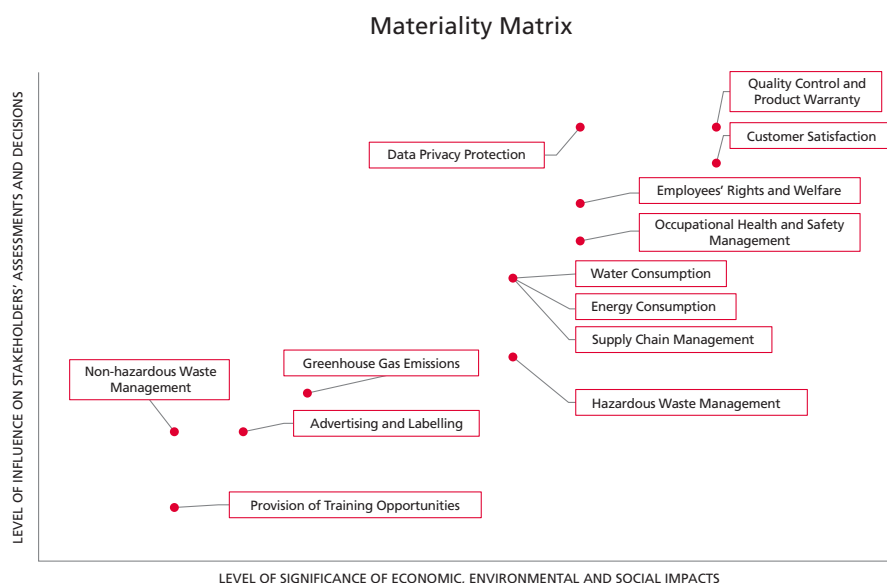 Materiality Matrix
LEVEL OF INFLUENCE ON STAKEHOLDERS' ASSESSMENTS AND DECISIONS
Quality Control and
Product Warranty
Customer Satisfaction
Data Privacy Protection
Employees' Rights and Welfare
Occupational Health and Safety
Management
Water Consumption
Energy Consumption
Supply Chain Management
Greenhouse Gas Emissions
Non-hazardous Waste
Management
Hazardous Waste Management
Advertising and Labelling
Provision of Training Opportunities
LEVEL OF SIGNIFICANCE OF ECONOMIC, ENVIRONMENTAL AND SOCIAL IMPACTS